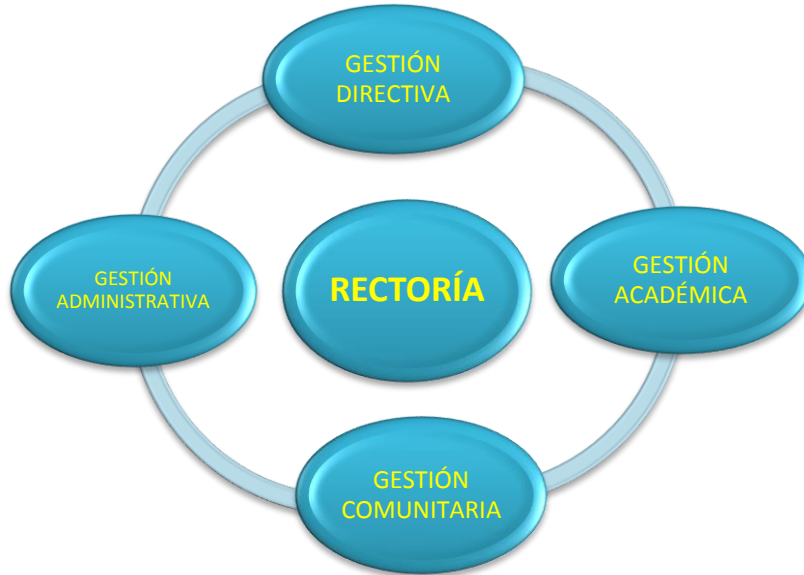 GESTIÓN
DIRECTIVA
GESTIÓN
ADMINISTRATIVA
RECTORÍA
GESTIÓN
ACADÉMICA
GESTIÓN
COMUNITARIA